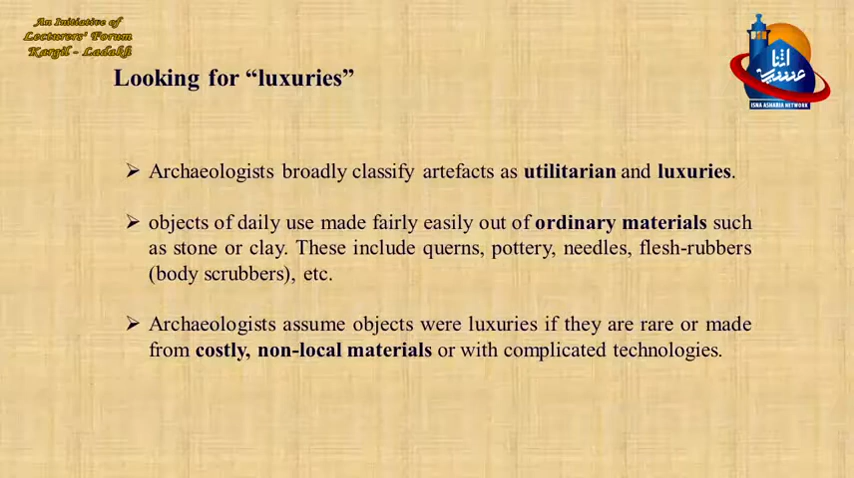 An Initiative of
Lecturers' Forum
Kargil - Ladakh
اثنا
عشریہ
ISNA ASHARIA NETWORK
Looking for “luxuries”
➢ Archaeologists broadly classify artefacts as utilitarian and luxuries.
➢ objects of daily use made fairly easily out of ordinary materials such
as stone or clay. These include querns, pottery, needles, flesh-rubbers
(body scrubbers), etc.
➢ Archaeologists assume objects were luxuries if they are rare or made
from costly, non-local materials or with complicated technologies.